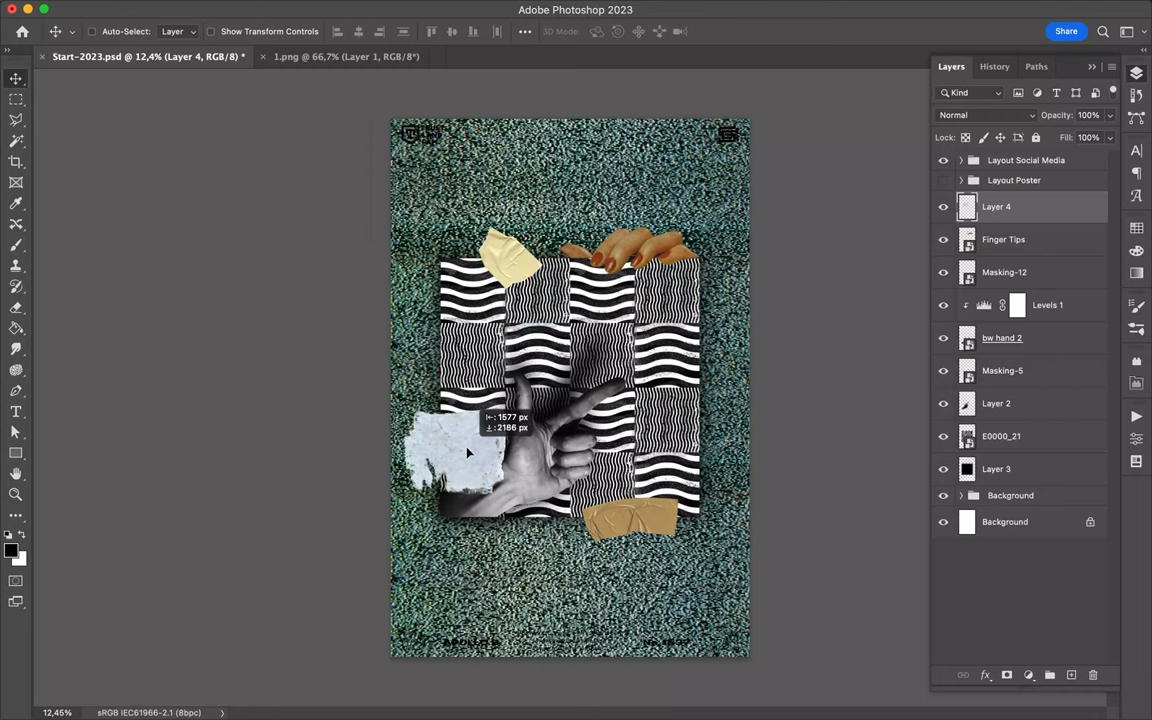 Adobe Photoshop 2023
Auto-Select: Layer Show Transform Controls 3D Mode: Share
Start-2023.psd @ 12,4% (Layer 4, RGB/8) * 1.png @ 66,7% (Layer 1, RGB/8*)
Layers History Paths
Kind
Normal Opacity: 100%
Lock: Fill: 100%
Layout Social Media
Layout Poster
Layer 4
Finger Tips
Masking-12
Levels 1
bw hand 2
Masking-5
Layer 2
E0000_21
Layer 3
Background
Background
: 1577 px
: 2186 px
12,45% sRGB IEC61966-2.1 (8bpc)